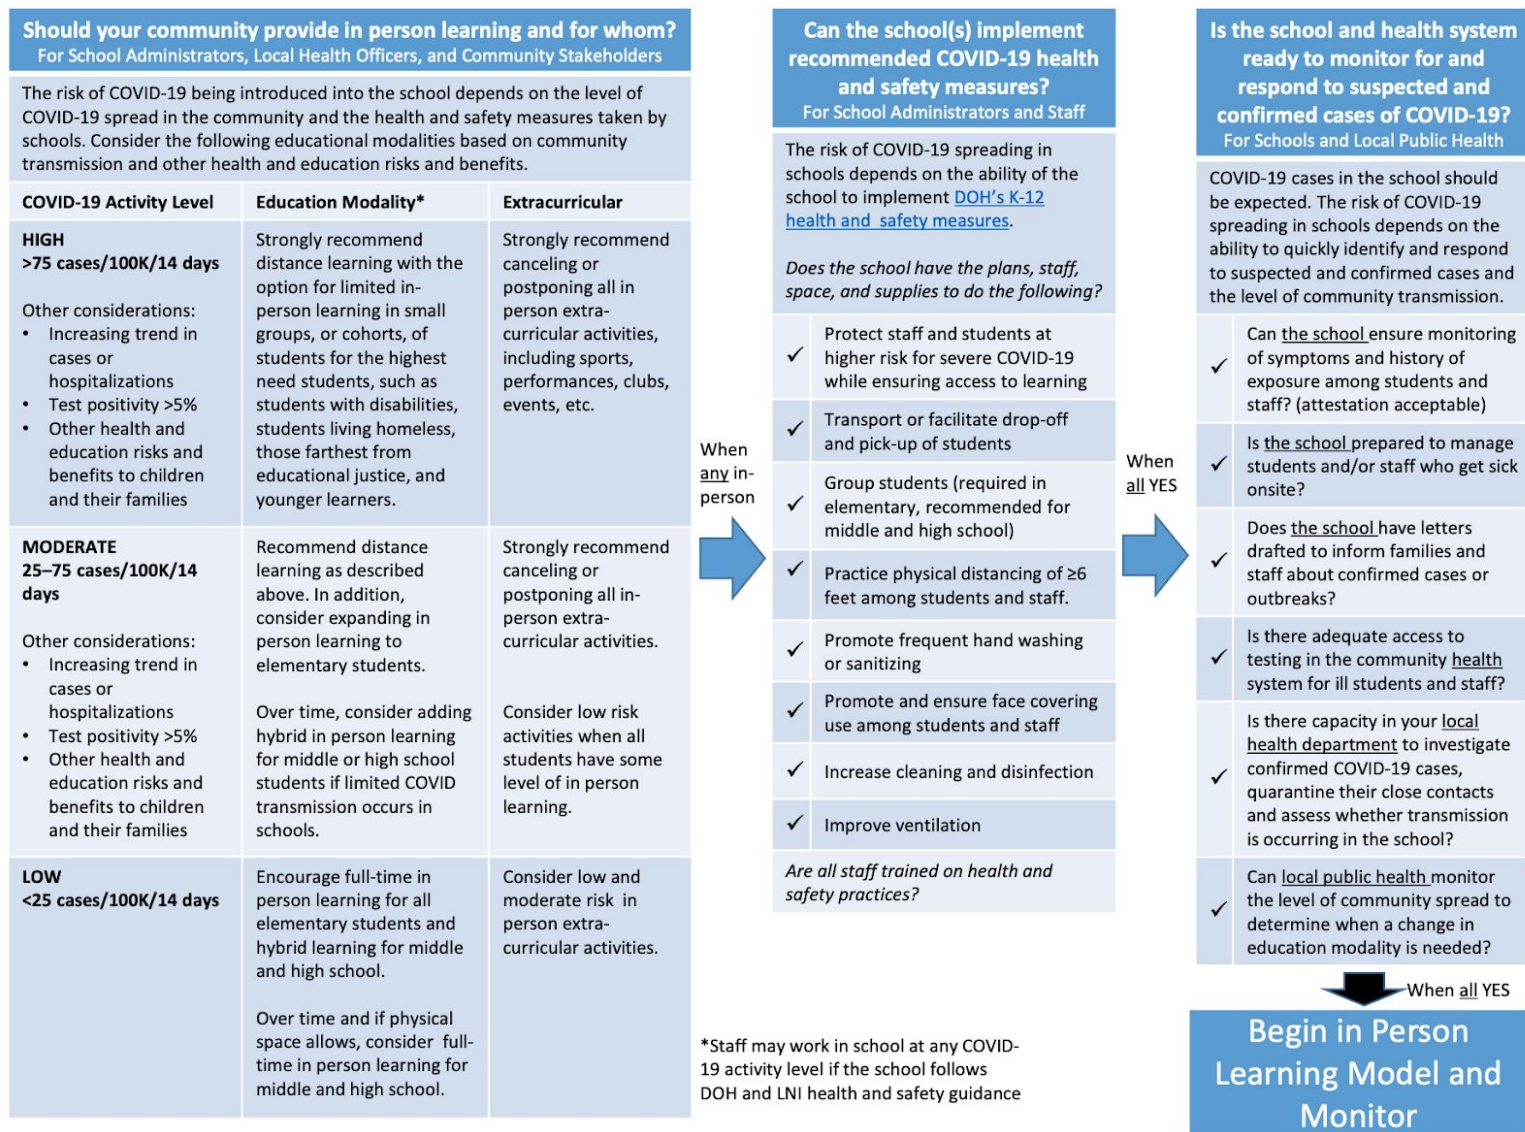 Should your community provide in person learning and for whom?
For School Administrators, Local Health Officers, and Community Stakeholders
The risk of COVID-19 being introduced into the school depends on the level of
COVID-19 spread in the community and the health and safety measures taken by
schools. Consider the following educational modalities based on community
transmission and other health and education risks and benefits.
COVID-19 Activity Level
Education Modality*
Extracurricular
HIGH
>75 cases/100K/14 days
Other considerations:
• Increasing trend in
cases or
hospitalizations
• Test positivity >5%
• Other health and
education risks and
benefits to children
and their families
Strongly recommend
distance learning with the
option for limited in-
person learning in small
groups, or cohorts, of
students for the highest
need students, such as
students with disabilities,
students living homeless,
those farthest from
educational justice, and
younger learners.
Strongly recommend
canceling or
postponing all in
person extra-
curricular activities,
including sports,
performances, clubs,
events, etc.
MODERATE
25–75 cases/100K/14
days
Other considerations:
• Increasing trend in
cases or
hospitalizations
• Test positivity >5%
• Other health and
education risks and
benefits to children
and their families
Recommend distance
learning as described
above. In addition,
consider expanding in
person learning to
elementary students.
Over time, consider adding
hybrid in person learning
for middle or high school
students if limited COVID
transmission occurs in
schools.
Strongly recommend
canceling or
postponing all in-
person extra-
curricular activities.
Consider low risk
activities when all
students have some
level of in person
learning.
LOW
<25 cases/100K/14 days
Encourage full-time in
person learning for all
elementary students and
hybrid learning for middle
and high school.
Over time and if physical
space allows, consider full-
time in person learning for
middle and high school.
Consider low and
moderate risk in
person extra-
curricular activities.
When
any in-
person
Can the school(s) implement
recommended COVID-19 health
and safety measures?
For School Administrators and Staff
The risk of COVID-19 spreading in
schools depends on the ability of the
school to implement DOH's K-12
health and safety measures.
Does the school have the plans, staff,
space, and supplies to do the following?
✓ Protect staff and students at
higher risk for severe COVID-19
while ensuring access to learning
✓ Transport or facilitate drop-off
and pick-up of students
✓ Group students (required in
elementary, recommended for
middle and high school)
✓ Practice physical distancing of ≥6
feet among students and staff.
✓ Promote frequent hand washing
or sanitizing
✓ Promote and ensure face covering
use among students and staff
✓ Increase cleaning and disinfection
✓ Improve ventilation
Are all staff trained on health and
safety practices?
*Staff may work in school at any COVID-
19 activity level if the school follows
DOH and LNI health and safety guidance
When
all YES
Is the school and health system
ready to monitor for and
respond to suspected and
confirmed cases of COVID-19?
For Schools and Local Public Health
COVID-19 cases in the school should
be expected. The risk of COVID-19
spreading in schools depends on the
ability to quickly identify and respond
to suspected and confirmed cases and
the level of community transmission.
✓ Can the school ensure monitoring
of symptoms and history of
exposure among students and
staff? (attestation acceptable)
✓ Is the school prepared to manage
students and/or staff who get sick
onsite?
✓ Does the school have letters
drafted to inform families and
staff about confirmed cases or
outbreaks?
✓ Is there adequate access to
testing in the community health
system for ill students and staff?
✓ Is there capacity in your local
health department to investigate
confirmed COVID-19 cases,
quarantine their close contacts
and assess whether transmission
is occurring in the school?
✓ Can local public health monitor
the level of community spread to
determine when a change in
education modality is needed?
When all YES
Begin in Person
Learning Model and
Monitor